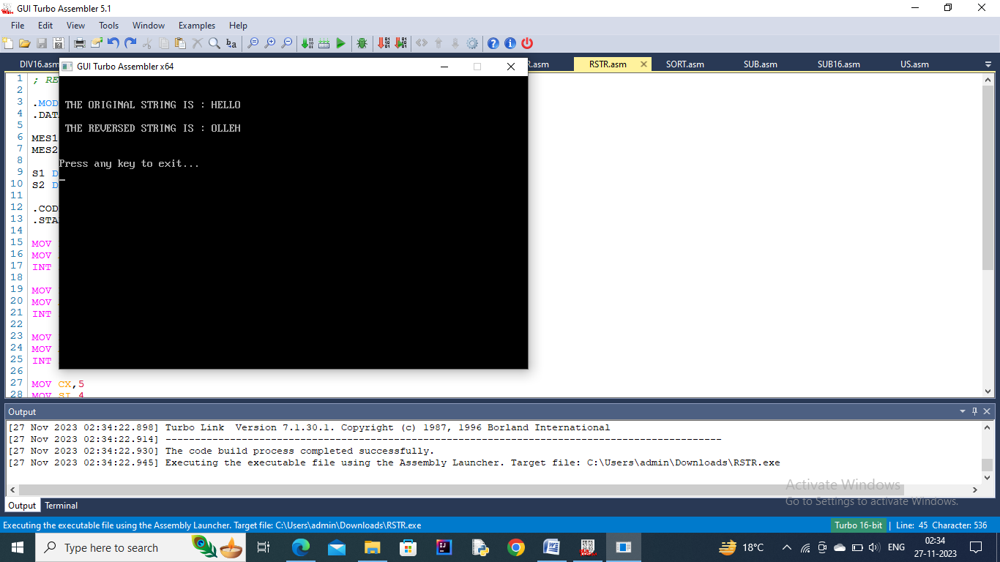 GUI Turbo Assembler 5.1
File Edit View Tools Window Examples Help
DIV16.asm R.asm RSTR.asm SORT.asm SUB.asm SUB16.asm US.asm
GUI Turbo Assembler x64
THE ORIGINAL STRING IS : HELLO
THE REVERSED STRING IS : OLLEH
Press any key to exit...
1 ; RE
2
3 .MOD
4 .DAT
5
6 MES1
7 MES2
8
9 S1 D
10 S2 D
11
12 .COD
13 .STA
14
15 MOV
16 MOV
17 INT
18
19 MOV
20 MOV
21 INT
22
23 MOV
24 MOV
25 INT
26
27 MOV CX,5
28 MOV SI,4
Output
[27 Nov 2023 02:34:22.898] Turbo Link Version 7.1.30.1. Copyright (c) 1987, 1996 Borland International
[27 Nov 2023 02:34:22.914] -----------------------------------------------------------------------------------------------
[27 Nov 2023 02:34:22.930] The code build process completed successfully.
[27 Nov 2023 02:34:22.945] Executing the executable file using the Assembly Launcher. Target file: C:\Users\admin\Downloads\RSTR.exe
Activate Windows
Go to Settings to activate Windows.
Output Terminal
Executing the executable file using the Assembly Launcher. Target file: C:\Users\admin\Downloads\RSTR.exe Turbo 16-bit | Line: 45 Character: 536
Type here to search 18°C ENG 02:34
27-11-2023